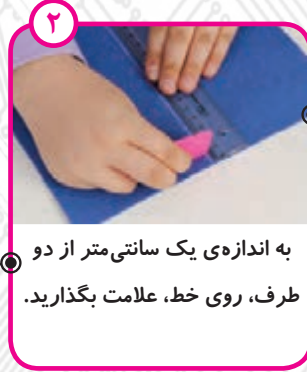 ۲
به اندازه‌ی یک سانتی‌متر از دو
طرف، روی خط، علامت بگذارید.